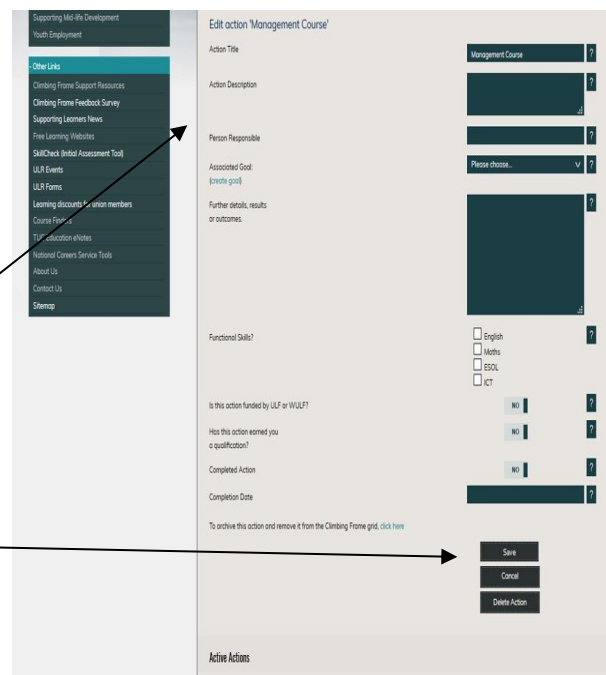 Supporting Mid-life Development
Youth Employment
- Other Links
Climbing Frame Support Resources
Climbing Frame Feedback Survey
Supporting Learners News
Free Learning Websites
SkillCheck (Initial Assessment Tool)
ULR Events
ULR Forms
Learning discounts for union members
Course Finders
TUC Education eNotes
National Careers Service Tools
About Us
Contact Us
Sitemap
Edit action 'Management Course'
Action Title
Management Course
?
Action Description
?
Person Responsible
?
Associated Goal:
(create goal)
Please choose...
?
Further details, results
or outcomes.
?
Functional Skills?
English
Maths
ESOL
ICT
?
Is this action funded by ULF or WULF?
NO
?
Has this action earned you
a qualification?
NO
?
Completed Action
NO
?
Completion Date
?
To archive this action and remove it from the Climbing Frame grid, click here
Save
Cancel
Delete Action
Active Actions